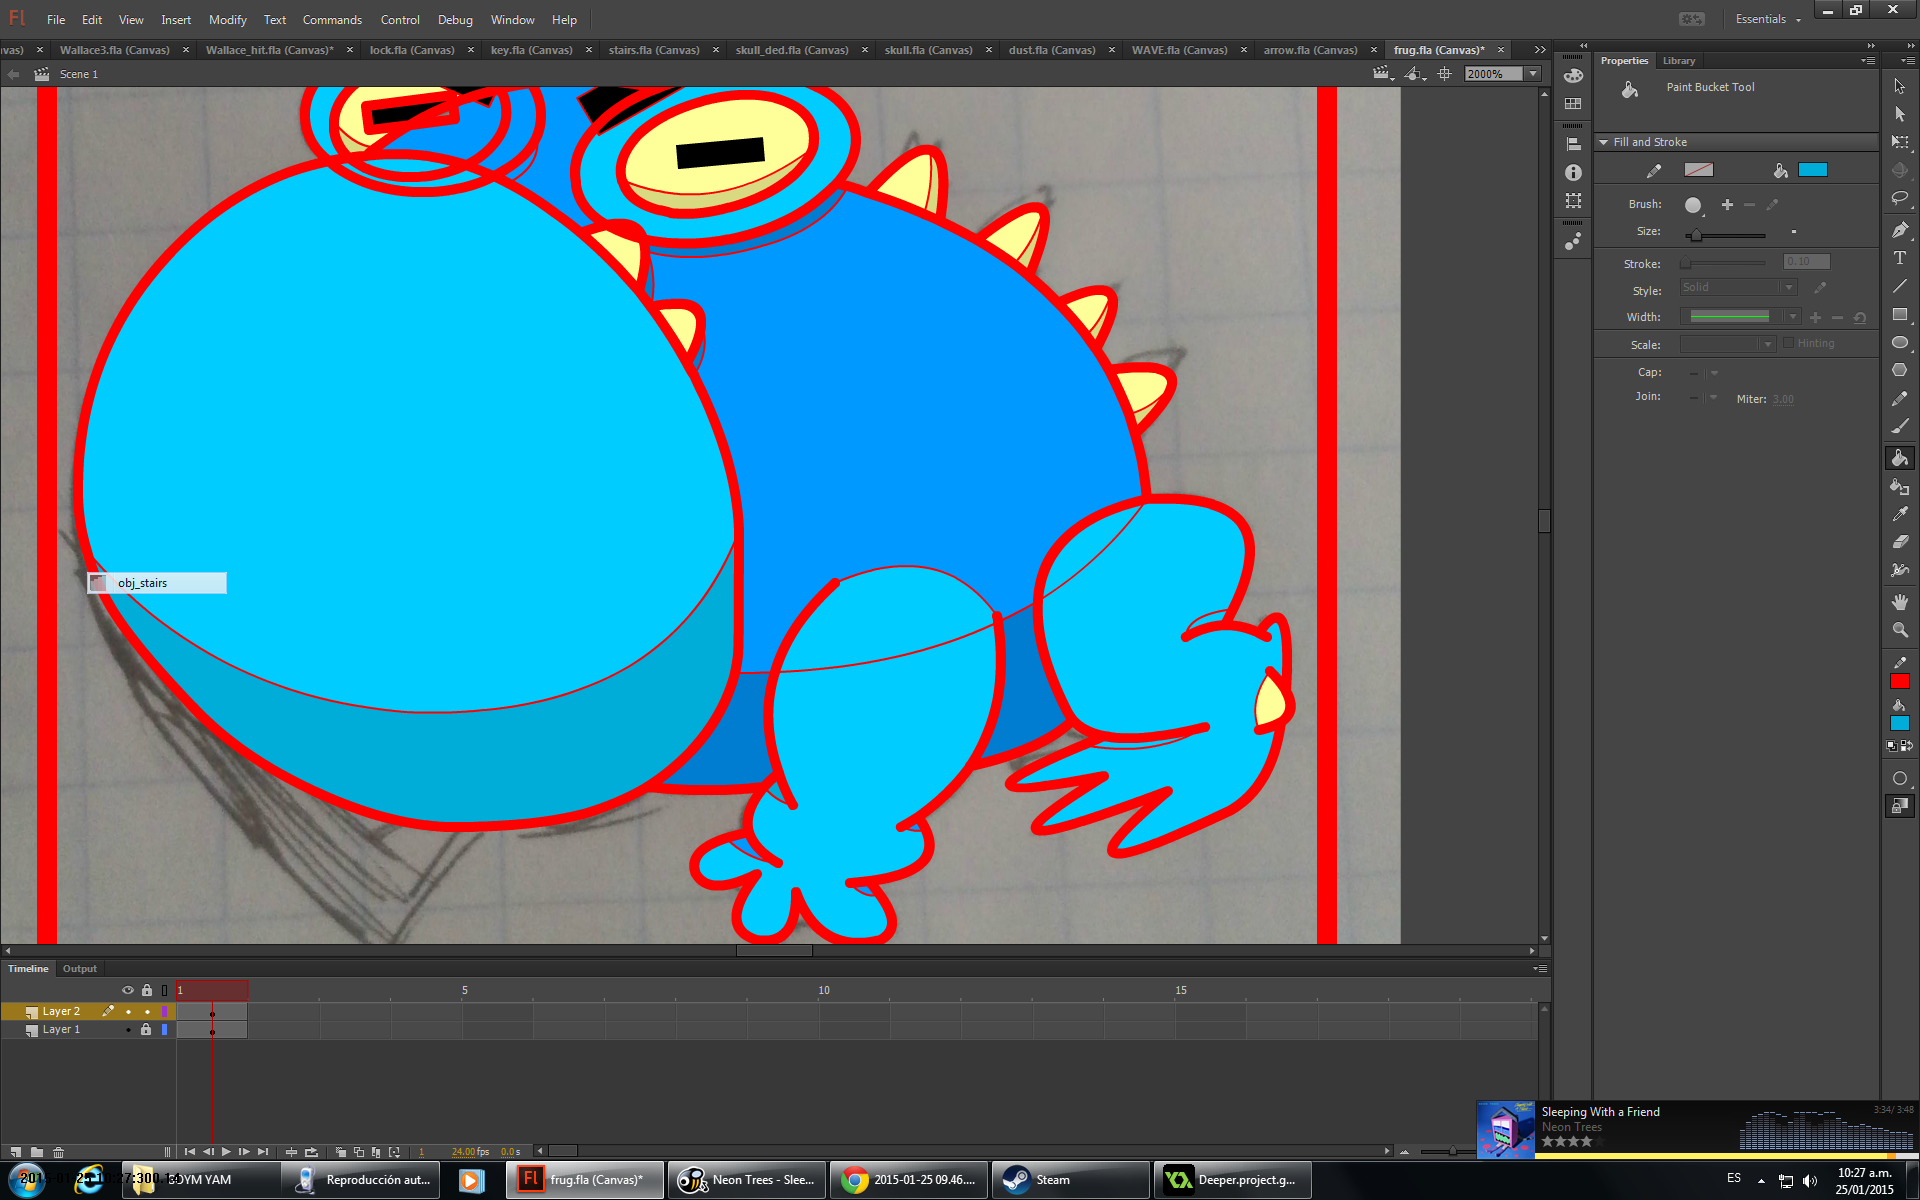 Fl File Edit View Insert Modify Text Commands Control Debug Window Help Essentials
vas) × Wallace3.fla (Canvas) × Wallace_hit.fla (Canvas)* × lock.fla (Canvas) × key.fla (Canvas) × stairs.fla (Canvas) × skull_ded.fla (Canvas) × skull.fla (Canvas) × dust.fla (Canvas) × WAVE.fla (Canvas) × arrow.fla (Canvas) × frug.fla (Canvas)* ×
Scene 1 2000%
Properties Library
Paint Bucket Tool
Fill and Stroke
Brush:
Size:
Stroke: 0,10
Style: Solid
Width:
Scale: Hinting
Cap:
Join: Miter: 3,00
obj_stairs
Timeline Output
1 5 10 15
Layer 2
Layer 1
1 24.00 fps 0.0 s
Sleeping With a Friend 3:34/ 3:48
Neon Trees
2015-01-25 10:27:300.14
DOYM YAM Reproducción aut... Fl frug.fla (Canvas)* Neon Trees - Slee... 2015-01-25 09.46.... Steam Deeper.project.g...
ES 10:27 a.m.
25/01/2015